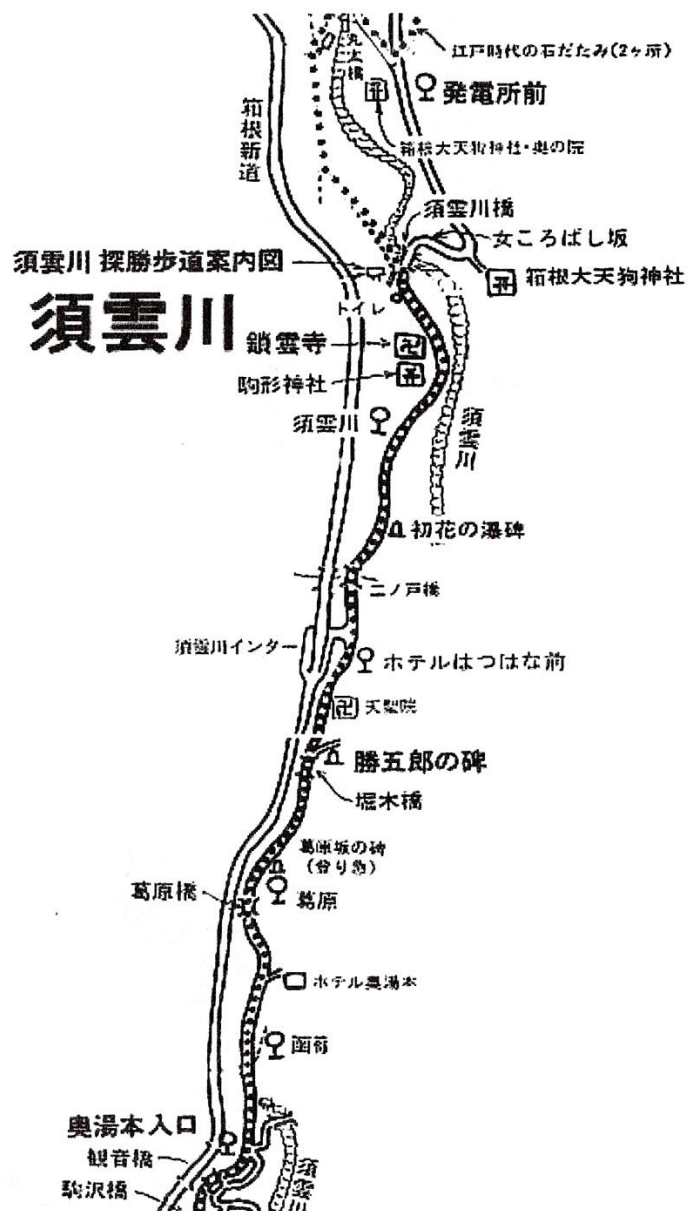 丸太橋
江戸時代の石だたみ(2ヶ所)
発電所前
箱根新道
箱根大天狗神社・奥の院
須雲川橋
女ころばし坂
須雲川 探勝歩道案内図
箱根大天狗神社
トイレ
須雲川
鎖雲寺
駒形神社
須雲川
須雲川
初花の瀑碑
二ノ戸橋
須雲川インター
ホテルはつはな前
天聖院
勝五郎の碑
堀木橋
葛原坂の碑
(登り急)
葛原橋
葛原
ホテル奥湯本
奥湯本入口
観音橋
駒沢橋
須雲川